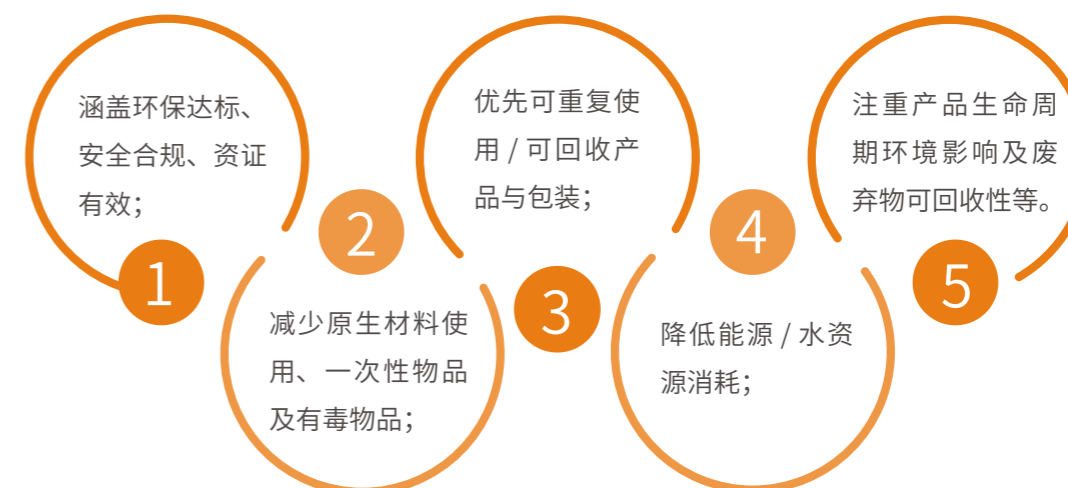 涵盖环保达标、
安全合规、资证
有效；
1
2
减少原生材料使
用、一次性物品
及有毒物品；
优先可重复使
用 / 可回收产
品与包装；
3
4
降低能源 / 水资
源消耗；
注重产品生命周
期环境影响及废
弃物可回收性等。
5